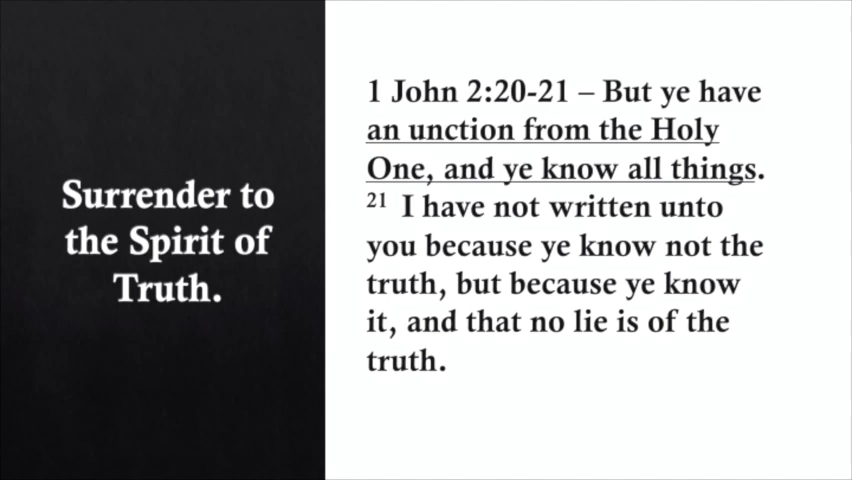 Surrender to
the Spirit of
Truth.
1 John 2:20-21 – But ye have
an unction from the Holy
One, and ye know all things.
21 I have not written unto
you because ye know not the
truth, but because ye know
it, and that no lie is of the
truth.